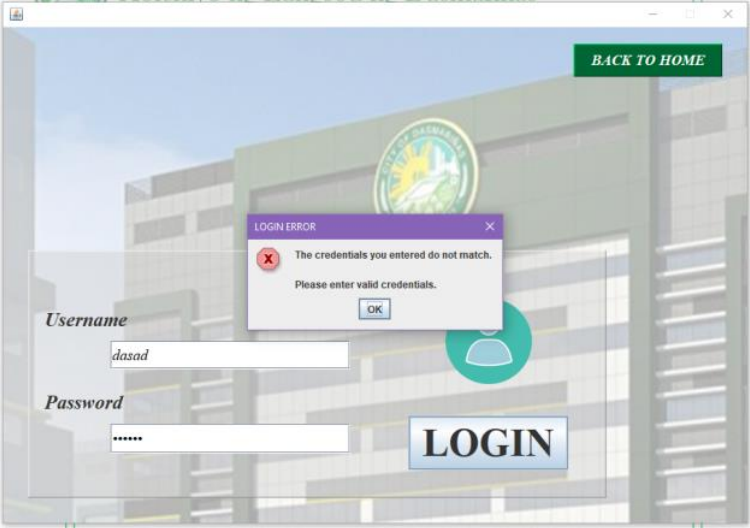 BACK TO HOME
CITY OF DASMARIÑAS
LOGIN ERROR
The credentials you entered do not match.
Please enter valid credentials.
OK
Username
dasad
Password
••••••
LOGIN